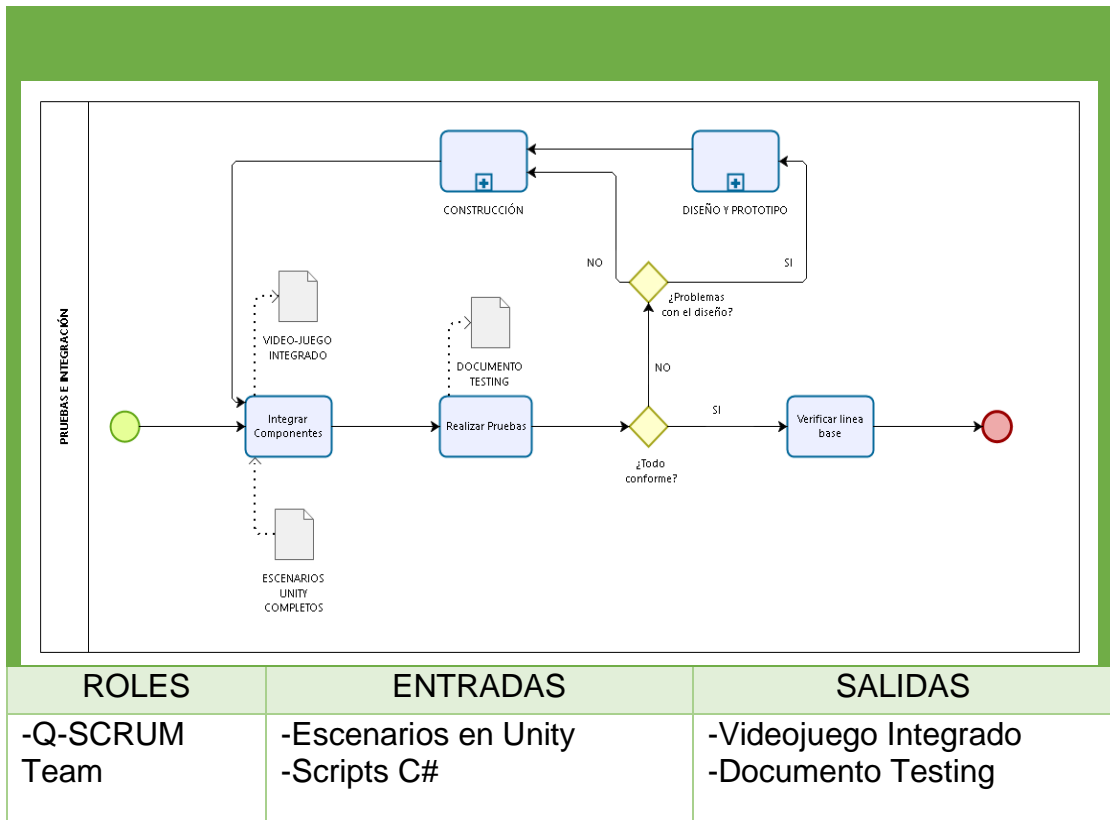 PRUEBAS E INTEGRACIÓN
CONSTRUCCIÓN
DISEÑO Y PROTOTIPO
NO
SI
¿Problemas
con el diseño?
VIDEO-JUEGO
INTEGRADO
DOCUMENTO
TESTING
NO
Integrar
Componentes
Realizar Pruebas
SI
Verificar linea
base
¿Todo
conforme?
ESCENARIOS
UNITY
COMPLETOS
ROLES
ENTRADAS
SALIDAS
-Q-SCRUM
Team
-Escenarios en Unity
-Scripts C#
-Videojuego Integrado
-Documento Testing